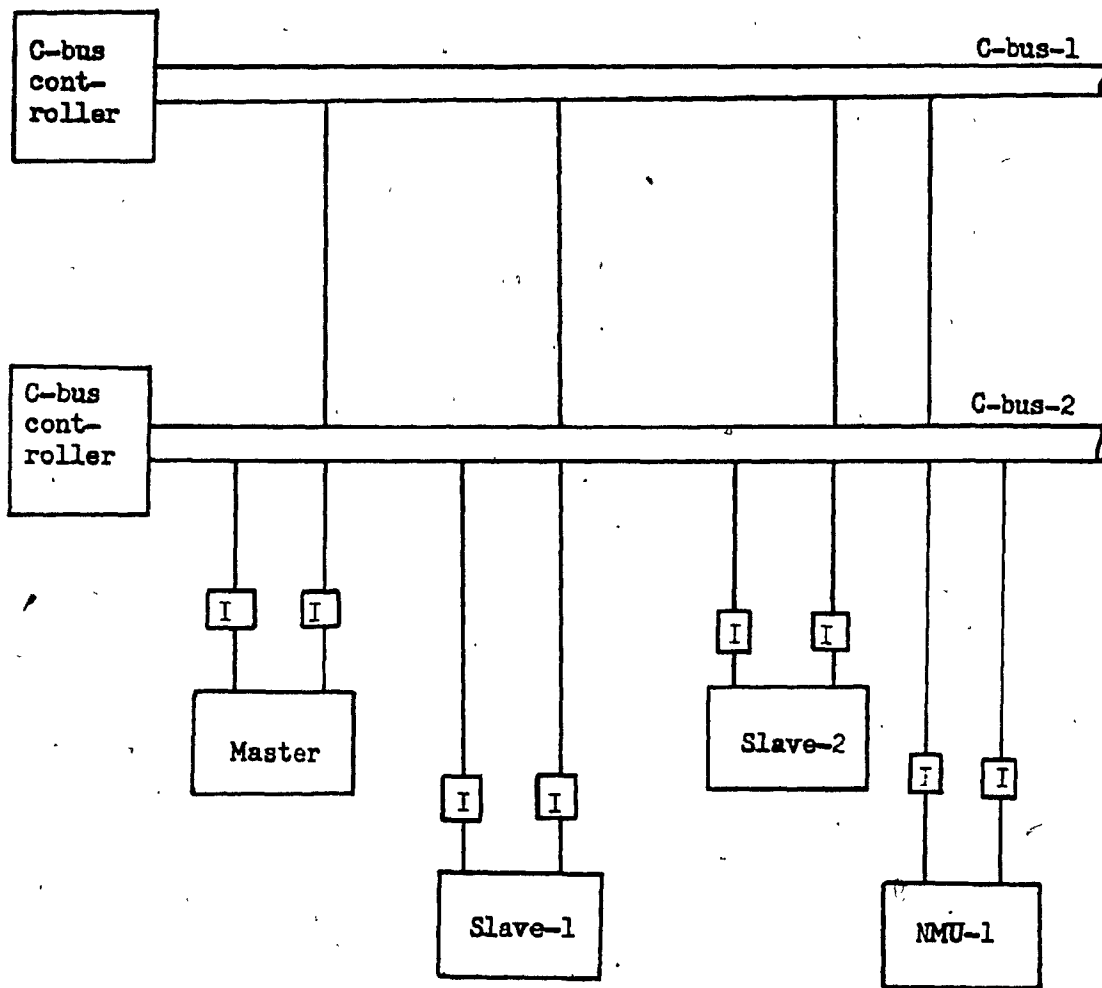 C-bus
cont-
roller
C-bus-1
C-bus
cont-
roller
C-bus-2
I
I
I
I
Master
Slave-2
I
I
I
I
Slave-1
NMU-1